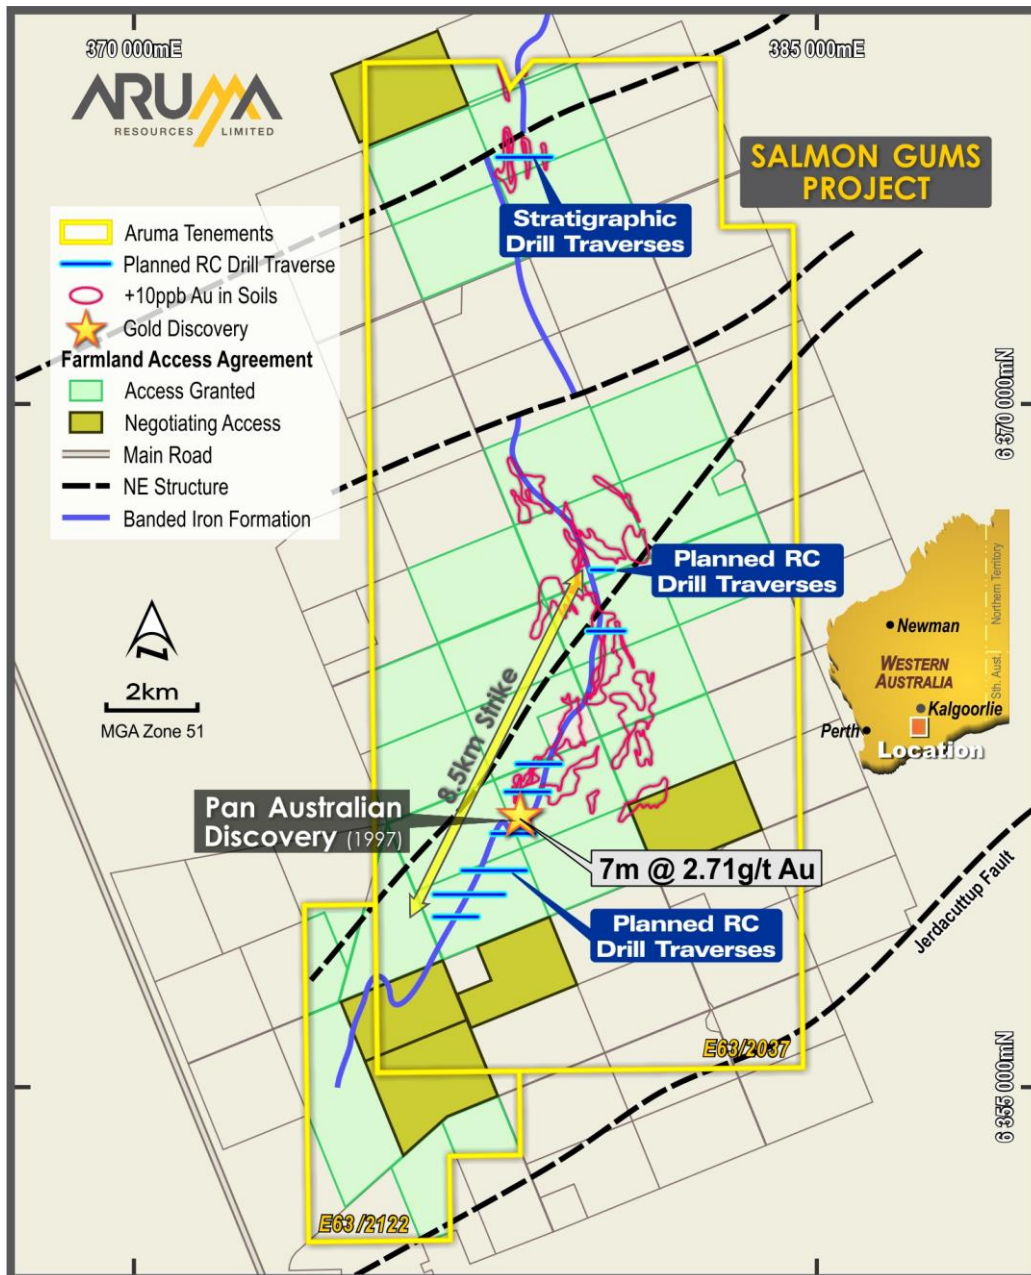 370 000mE
385 000mE
ARUMA
RESOURCES LIMITED
SALMON GUMS
PROJECT
Aruma Tenements
Planned RC Drill Traverse
+10ppb Au in Soils
Gold Discovery
Farmland Access Agreement
Access Granted
Negotiating Access
Main Road
NE Structure
Banded Iron Formation
Stratigraphic
Drill Traverses
6 370 000mN
Planned RC
Drill Traverses
N
2km
MGA Zone 51
8.5km Strike
Newman
WESTERN
AUSTRALIA
Kalgoorlie
Perth
Location
Northern Territory
Sth. Aust.
Pan Australian
Discovery (1997)
7m @ 2.71g/t Au
Planned RC
Drill Traverses
Jerdacuttup Fault
E63/2037
6 355 000mN
E63/2122